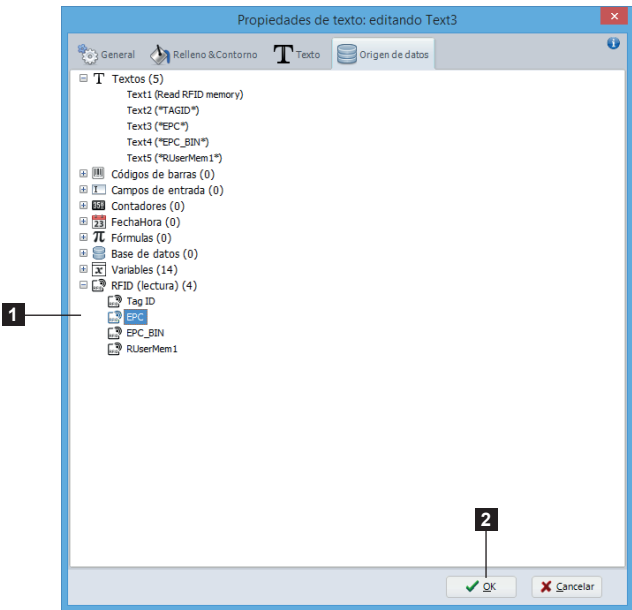 Propiedades de texto: editando Text3
General Relleno &Contorno Texto Origen de datos
Textos (5)
Text1 (Read RFID memory)
Text2 (*TAGID*)
Text3 (*EPC*)
Text4 (*EPC_BIN*)
Text5 (*RUserMem1*)
Códigos de barras (0)
Campos de entrada (0)
Contadores (0)
FechaHora (0)
Fórmulas (0)
Base de datos (0)
Variables (14)
RFID (lectura) (4)
Tag ID
1 EPC
EPC_BIN
RUserMem1
2
OK Cancelar